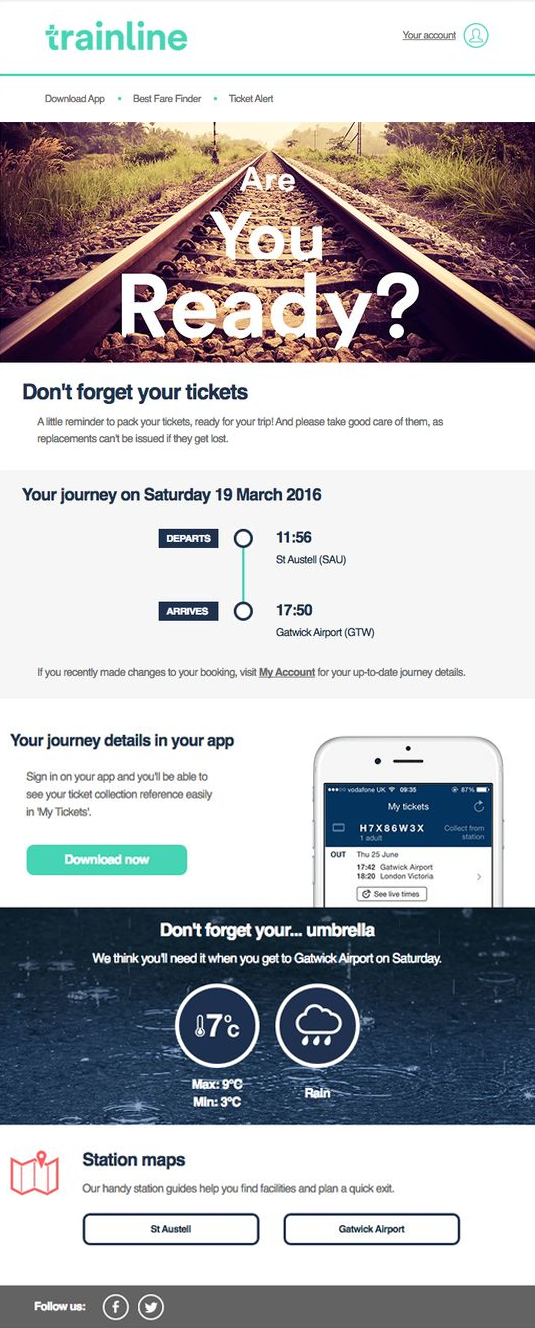 trainline
Your account
Download App • Best Fare Finder • Ticket Alert
Are
You
Ready?
Don't forget your tickets
A little reminder to pack your tickets, ready for your trip! And please take good care of them, as
replacements can't be issued if they get lost.
Your journey on Saturday 19 March 2016
DEPARTS 11:56
St Austell (SAU)
ARRIVES 17:50
Gatwick Airport (GTW)
If you recently made changes to your booking, visit My Account for your up-to-date journey details.
Your journey details in your app
Sign in on your app and you'll be able to
see your ticket collection reference easily
in 'My Tickets'.
Download now
vodafone UK 09:35 87%
My tickets
H7X86W3X
1 adult
Collect from
station
OUT Thu 25 June
17:42 Gatwick Airport
18:20 London Victoria
See live times
Don't forget your... umbrella
We think you'll need it when you get to Gatwick Airport on Saturday.
7°c
Max: 9°C
Min: 3°C
Rain
Station maps
Our handy station guides help you find facilities and plan a quick exit.
St Austell
Gatwick Airport
Follow us: